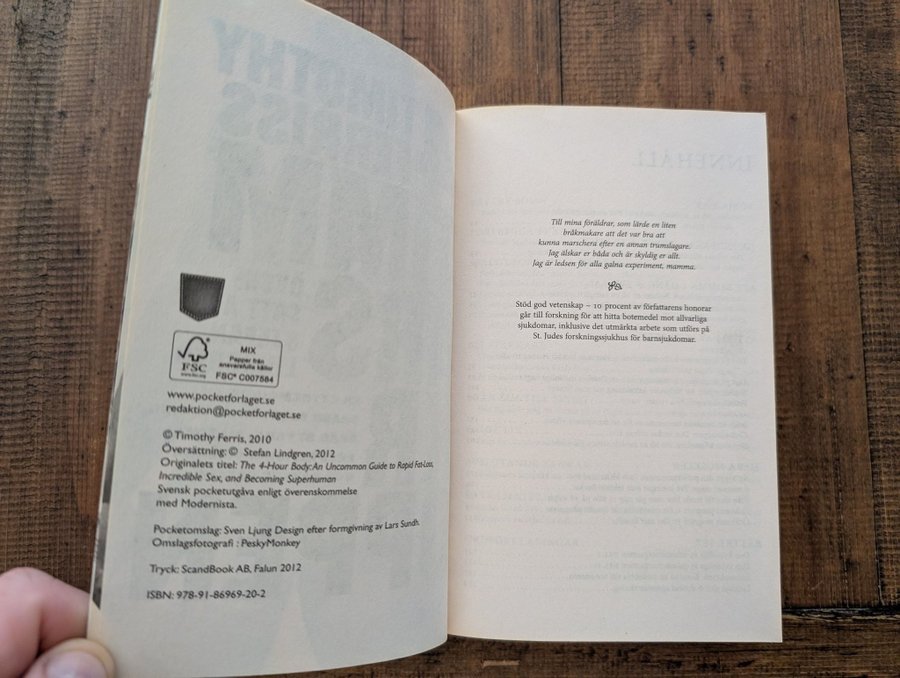 FSC
www.fsc.org
MIX
Papper från
ansvarsfulla källor
FSC® C007584
www.pocketforlaget.se
redaktion@pocketforlaget.se
© Timothy Ferris, 2010
Översättning: © Stefan Lindgren, 2012
Originalets titel: The 4-Hour Body: An Uncommon Guide to Rapid Fat-Loss,
Incredible Sex, and Becoming Superhuman
Svensk pocketutgåva enligt överenskommelse
med Modernista.
Pocketomslag: Sven Ljung Design efter formgivning av Lars Sundh.
Omslagsfotografi : PeskyMonkey
Tryck: ScandBook AB, Falun 2012
ISBN: 978-91-86969-20-2
Till mina föräldrar, som lärde en liten
bråkmakare att det var bra att
kunna marschera efter en annan trumslagare.
Jag älskar er båda och är skyldig er allt.
Jag är ledsen för alla galna experiment, mamma.
Stöd god vetenskap – 10 procent av författarens honorar
går till forskning för att hitta botemedel mot allvarliga
sjukdomar, inklusive det utmärkta arbete som utförs på
St. Judes forskningssjukhus för barnsjukdomar.
INNEHÅLL